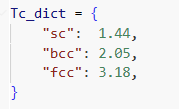 Tc_dict = {
    "sc":  1.44,
    "bcc": 2.05,
    "fcc": 3.18,
}